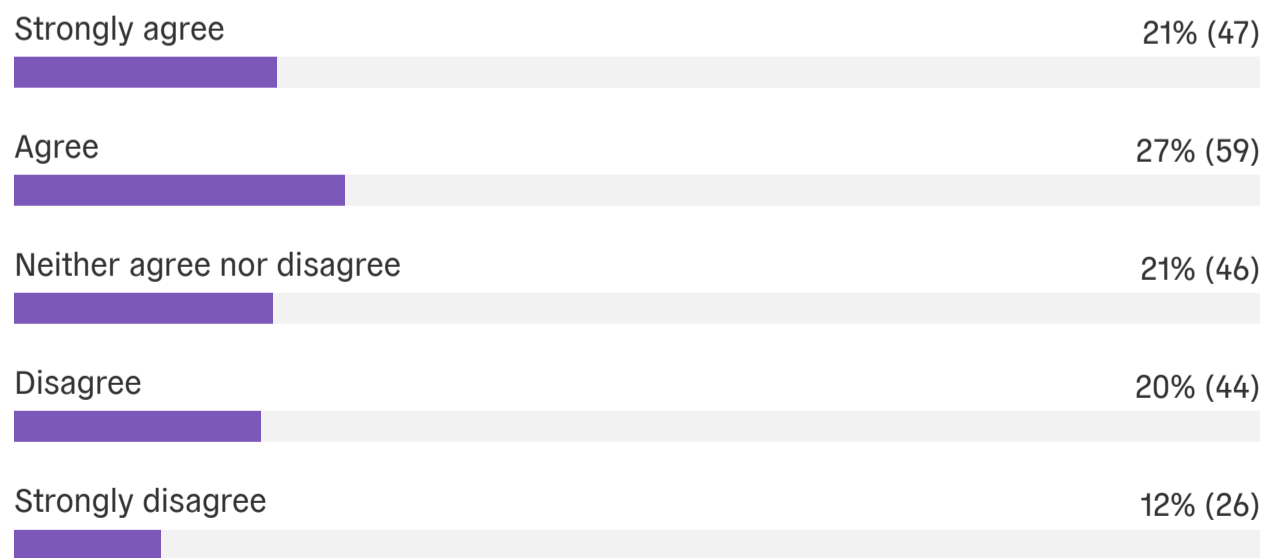 Strongly agree 21% (47)
Agree 27% (59)
Neither agree nor disagree 21% (46)
Disagree 20% (44)
Strongly disagree 12% (26)